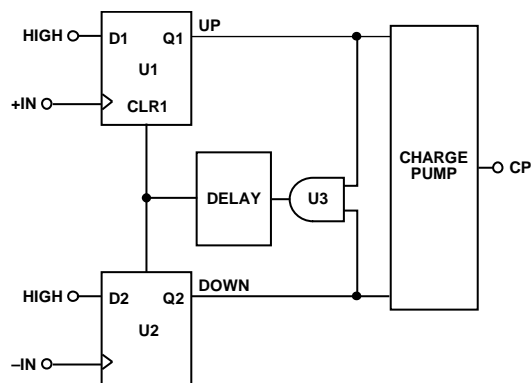 HIGH
D1
Q1
UP
U1
+IN
CLR1
DELAY
U3
CHARGE
PUMP
CP
HIGH
D2
Q2
DOWN
U2
–IN